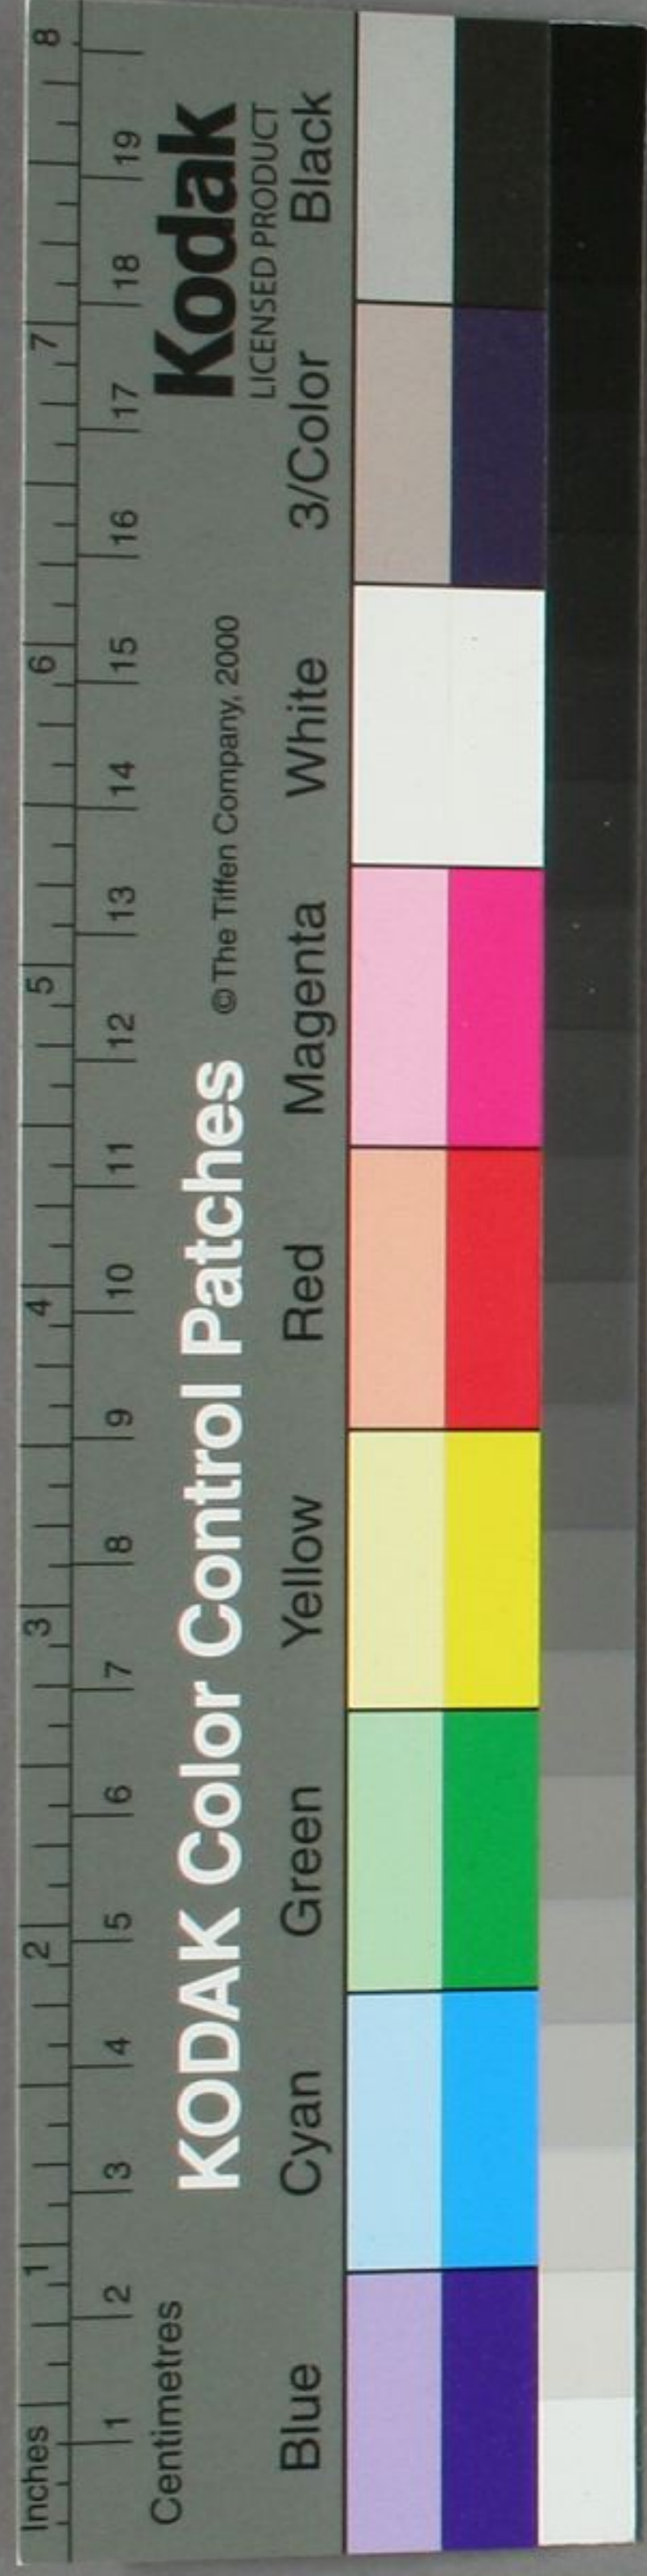 Inches 1 2 3 4 5 6 7 8
1 2 3 4 5 6 7 8 9 10 11 12 13 14 15 16 17 18 19
Centimetres
KODAK Color Control Patches © The Tiffen Company, 2000 Kodak
LICENSED PRODUCT
Blue Cyan Green Yellow Red Magenta White 3/Color Black